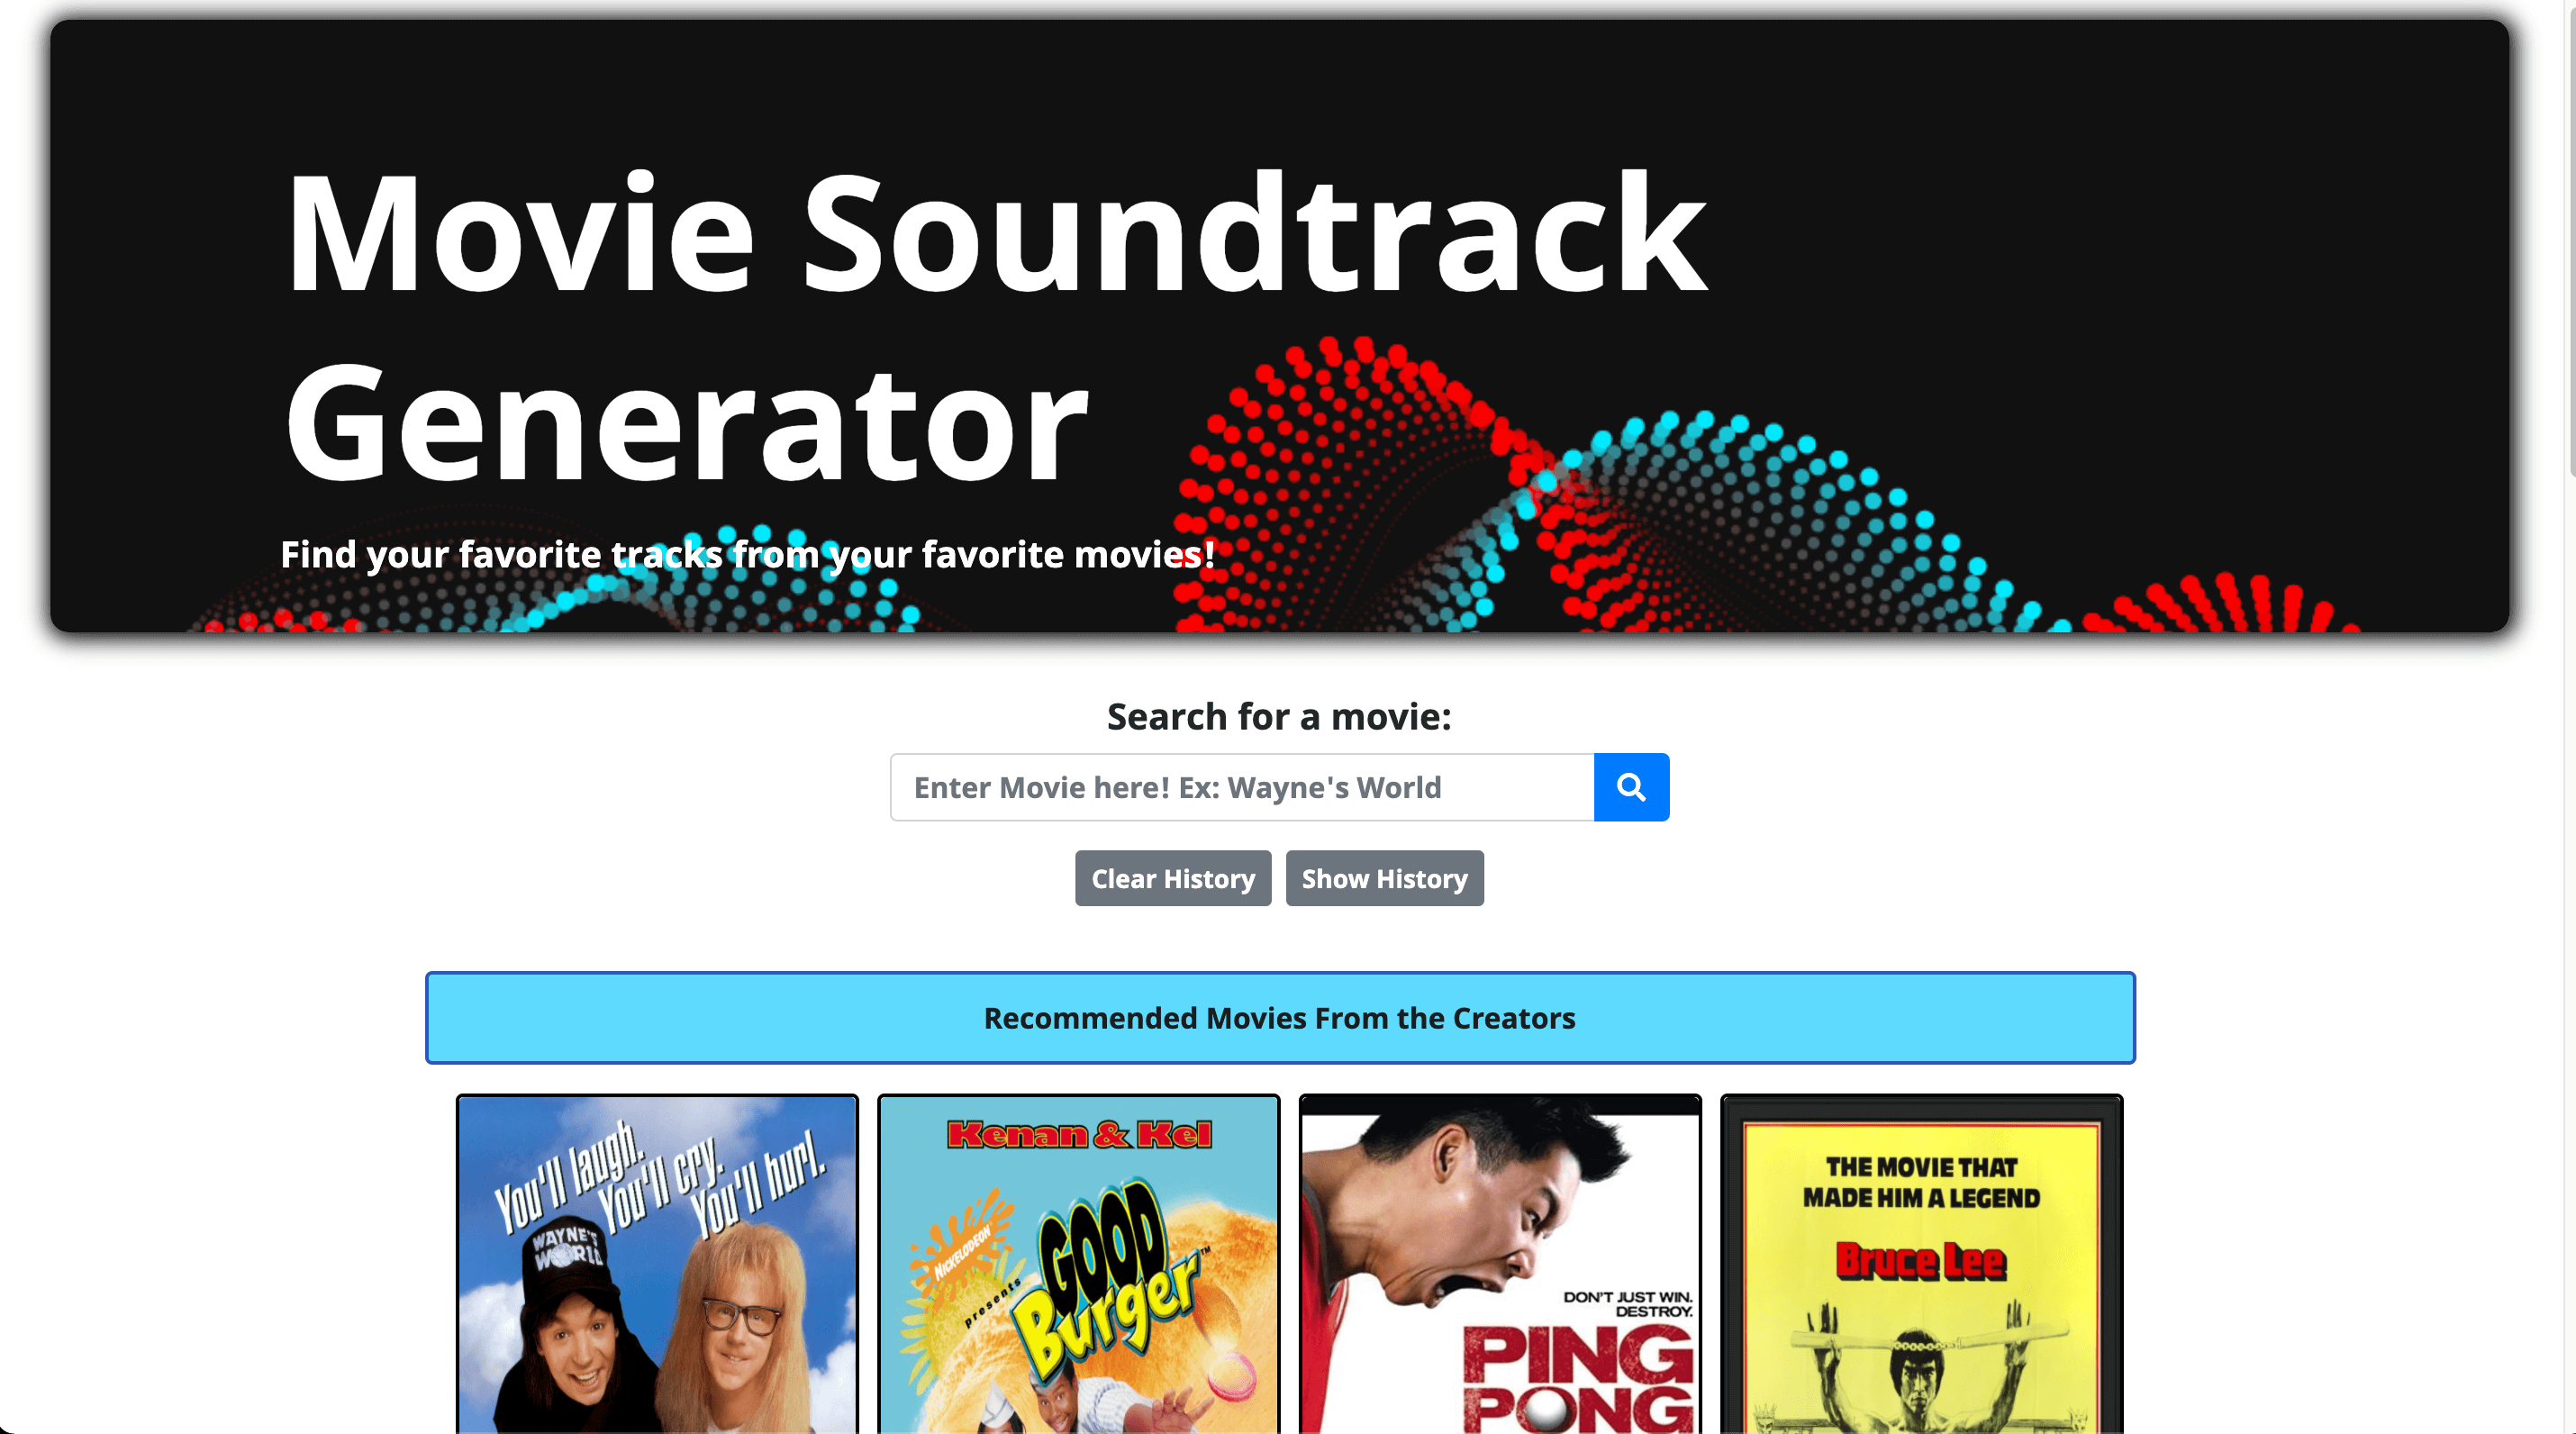 Movie Soundtrack
Generator
Find your favorite tracks from your favorite movies!
Search for a movie:
Enter Movie here! Ex: Wayne's World
Clear History
Show History
Recommended Movies From the Creators
You'll laugh.
You'll cry.
You'll hurl.
WAYNE'S
WORLD
Kenan & Kel
NICKELODEON
presents
GOOD
Burger™
DON'T JUST WIN.
DESTROY.
PING
PONG
THE MOVIE THAT
MADE HIM A LEGEND
Bruce Lee